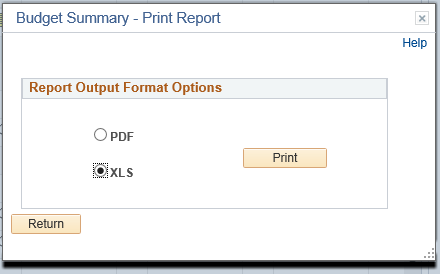 Budget Summary - Print Report
Help
Report Output Format Options
PDF
Print
XLS
Return